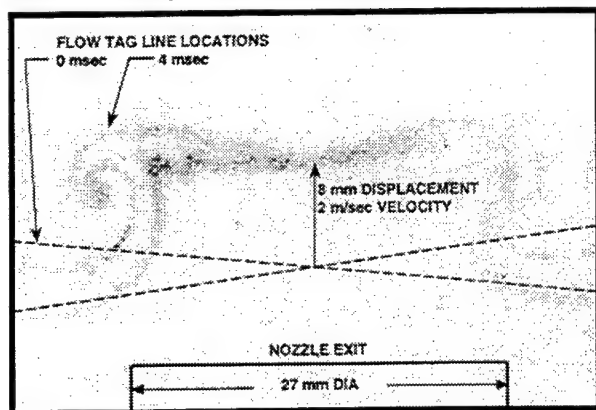 FLOW TAG LINE LOCATIONS
0 msec 4 msec
8 mm DISPLACEMENT
2 m/sec VELOCITY
NOZZLE EXIT
27 mm DIA